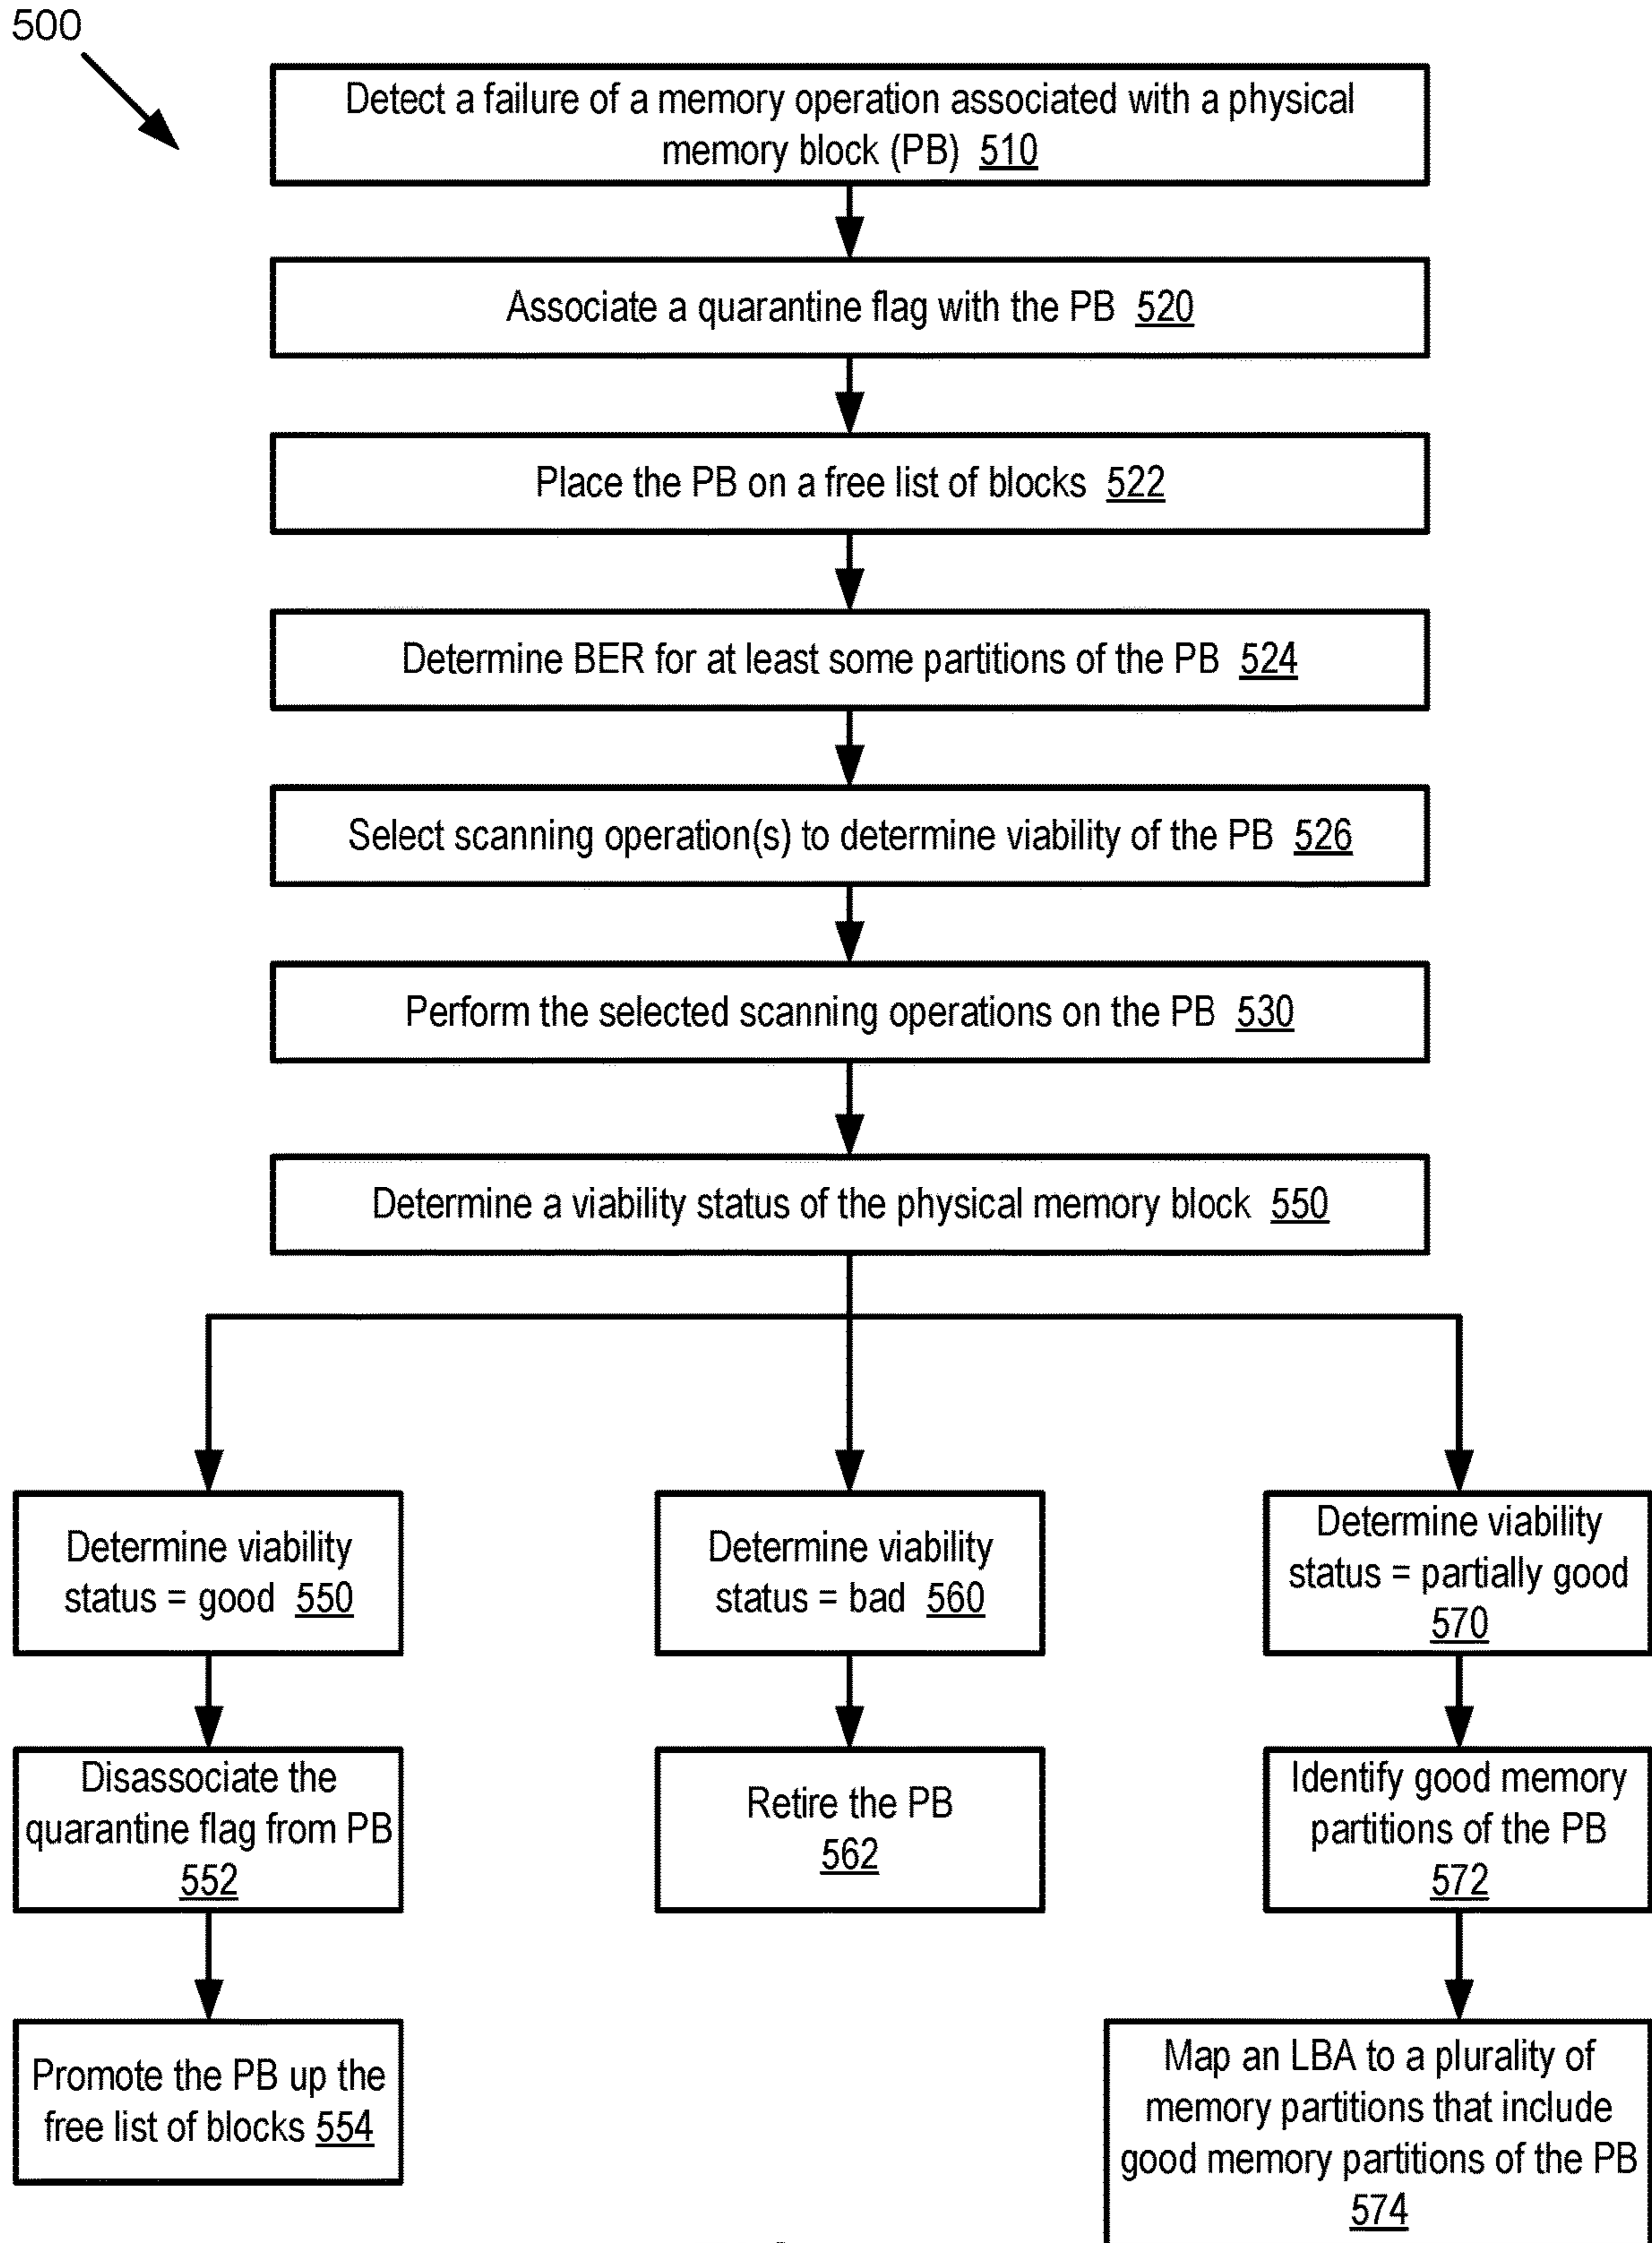 500
Detect a failure of a memory operation associated with a physical
memory block (PB) 510
Associate a quarantine flag with the PB 520
Place the PB on a free list of blocks 522
Determine BER for at least some partitions of the PB 524
Select scanning operation(s) to determine viability of the PB 526
Perform the selected scanning operations on the PB 530
Determine a viability status of the physical memory block 550
Determine viability
status = good 550
Disassociate the
quarantine flag from PB
552
Promote the PB up the
free list of blocks 554
Determine viability
status = bad 560
Retire the PB
562
Determine viability
status = partially good
570
Identify good memory
partitions of the PB
572
Map an LBA to a plurality of
memory partitions that include
good memory partitions of the PB
574